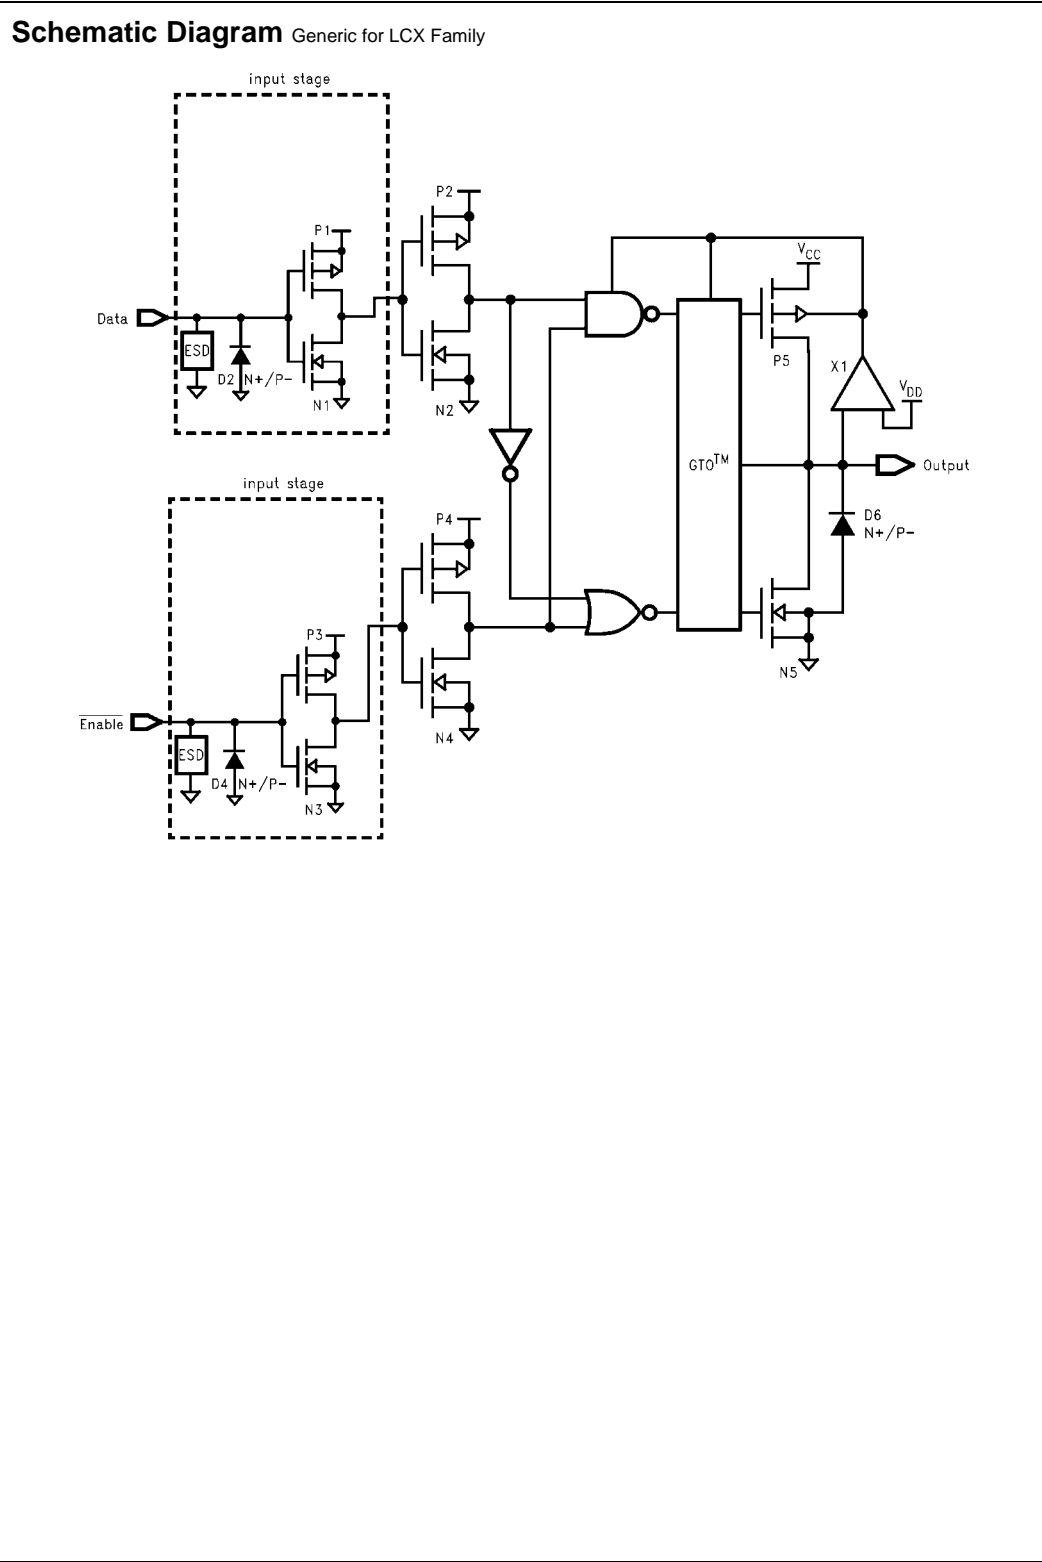 Schematic Diagram Generic for LCX Family
input stage
P2
P1
VCC
Data
ESD
D2 N+/P-
N1
N2
P5
X1
VDD
GTO™
Output
input stage
P4
D6
N+/P-
P3
N5
Enable
ESD
D4 N+/P-
N3
N4